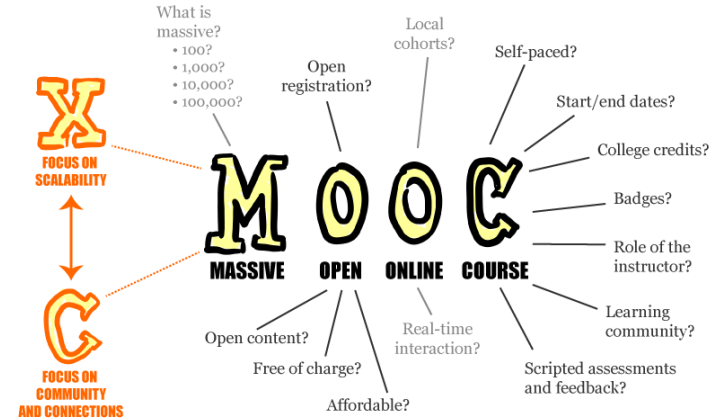 What is
massive?
• 100?
• 1,000?
• 10,000?
• 100,000?
Open
registration?
Local
cohorts?
Self-paced?
Start/end dates?
College credits?
Badges?
Role of the
instructor?
Learning
community?
Scripted assessments
and feedback?
X
FOCUS ON
SCALABILITY
C
FOCUS ON
COMMUNITY
AND CONNECTIONS
MOOC
MASSIVE OPEN ONLINE COURSE
Open content?
Free of charge?
Affordable?
Real-time
interaction?